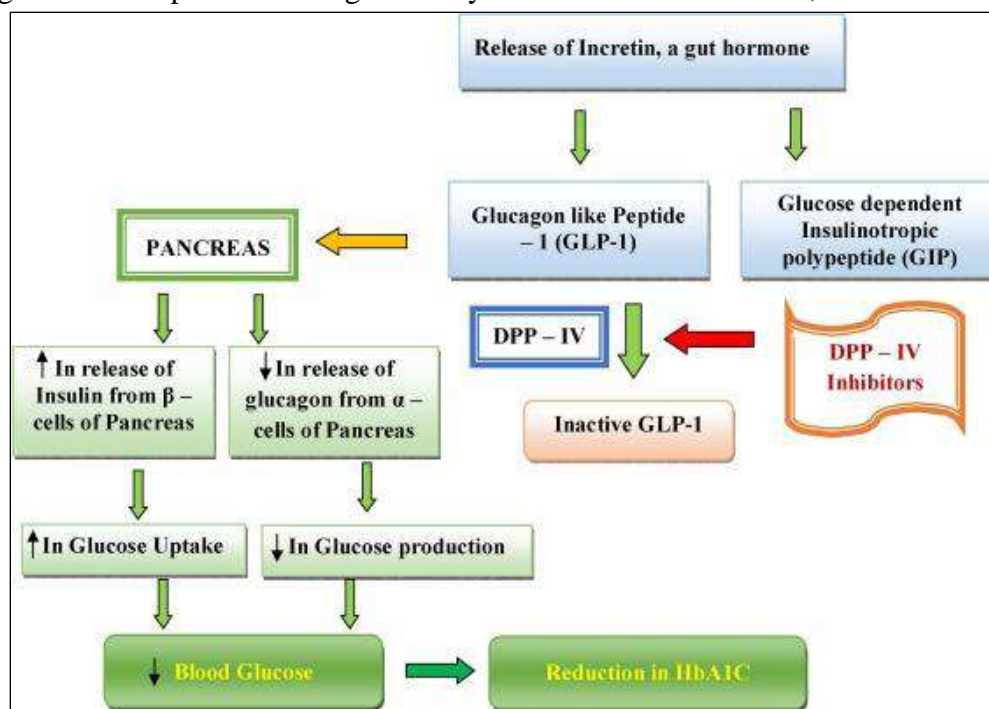 Release of Incretin, a gut hormone
Glucagon like Peptide
– 1 (GLP-1)
Glucose dependent
Insulinotropic
polypeptide (GIP)
PANCREAS
DPP – IV
DPP – IV
Inhibitors
↑ In release of
Insulin from β –
cells of Pancreas
↓ In release of
glucagon from α –
cells of Pancreas
Inactive GLP-1
↑ In Glucose Uptake
↓ In Glucose production
↓ Blood Glucose
Reduction in HbA1C